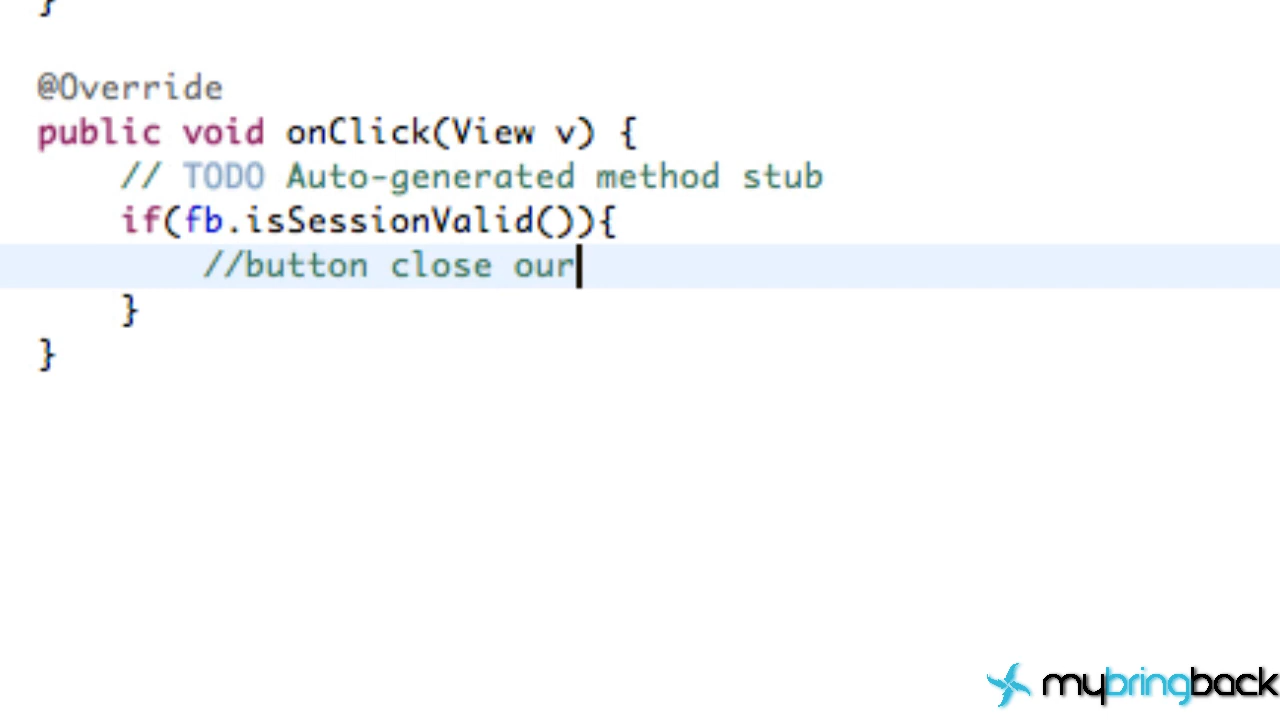 }
@Override
public void onClick(View v) {
// TODO Auto-generated method stub
if(fb.isSessionValid()){
//button close our
}
}
mybringback